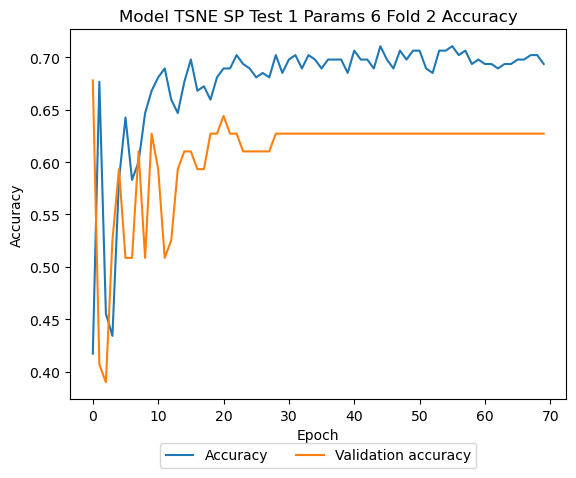 Model TSNE SP Test 1 Params 6 Fold 2 Accuracy
Accuracy
0.70
0.65
0.60
0.55
0.50
0.45
0.40
0 10 20 30 40 50 60 70
Epoch
Accuracy Validation accuracy